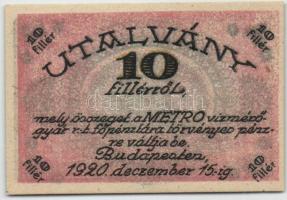 10 Fillér
10 Fillér
UTALVÁNY
10
fillérről,
mely összeget a METRO vízmérő-
gyár r.t. főpénztára törvényes pénz-
re váltja be.
Budapesten,
1920. deczember 15-ig.
10 Fillér
10 Fillér